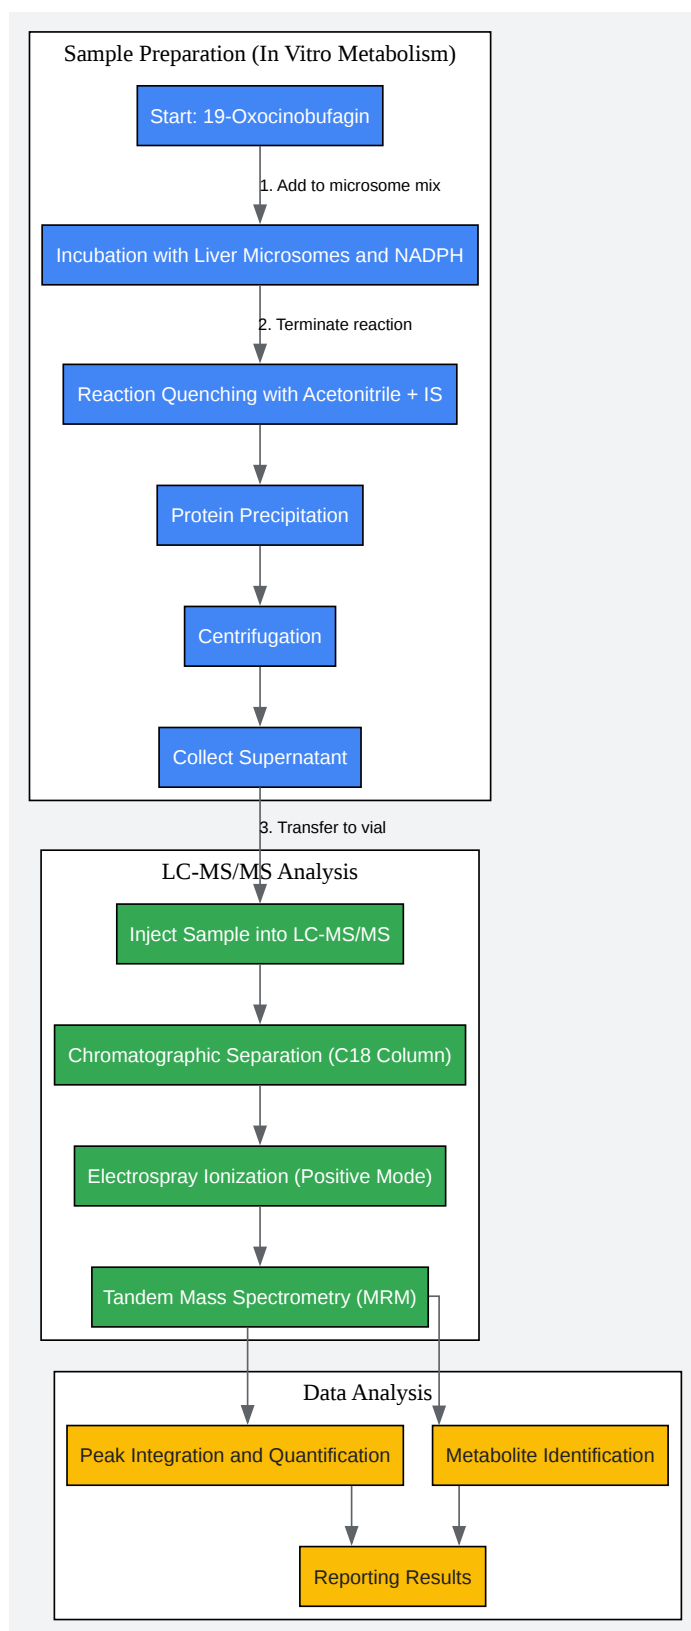 Sample Preparation (In Vitro Metabolism)
Start: 19-Oxocinobufagin
1. Add to microsome mix
Incubation with Liver Microsomes and NADPH
2. Terminate reaction
Reaction Quenching with Acetonitrile + IS
Protein Precipitation
Centrifugation
Collect Supernatant
3. Transfer to vial
LC-MS/MS Analysis
Inject Sample into LC-MS/MS
Chromatographic Separation (C18 Column)
Electrospray Ionization (Positive Mode)
Tandem Mass Spectrometry (MRM)
Data Analysis
Peak Integration and Quantification
Metabolite Identification
Reporting Results